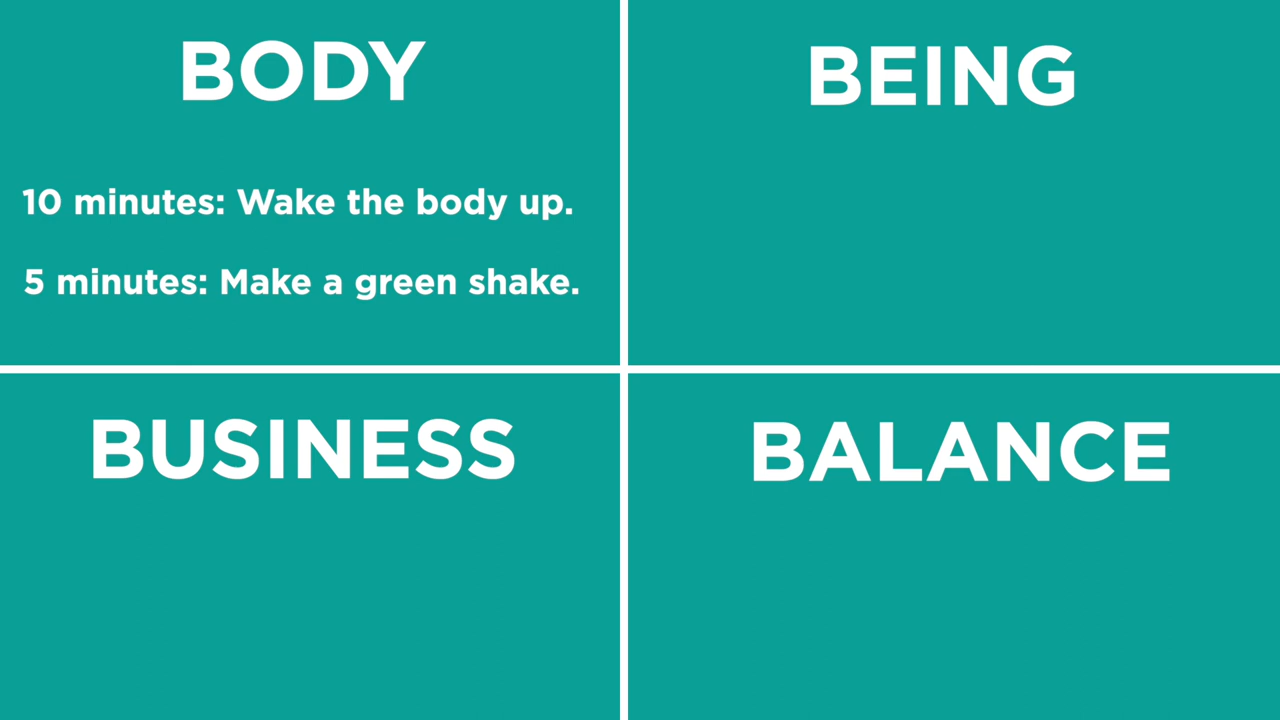 BODY
10 minutes: Wake the body up.
5 minutes: Make a green shake.
BEING
BUSINESS
BALANCE